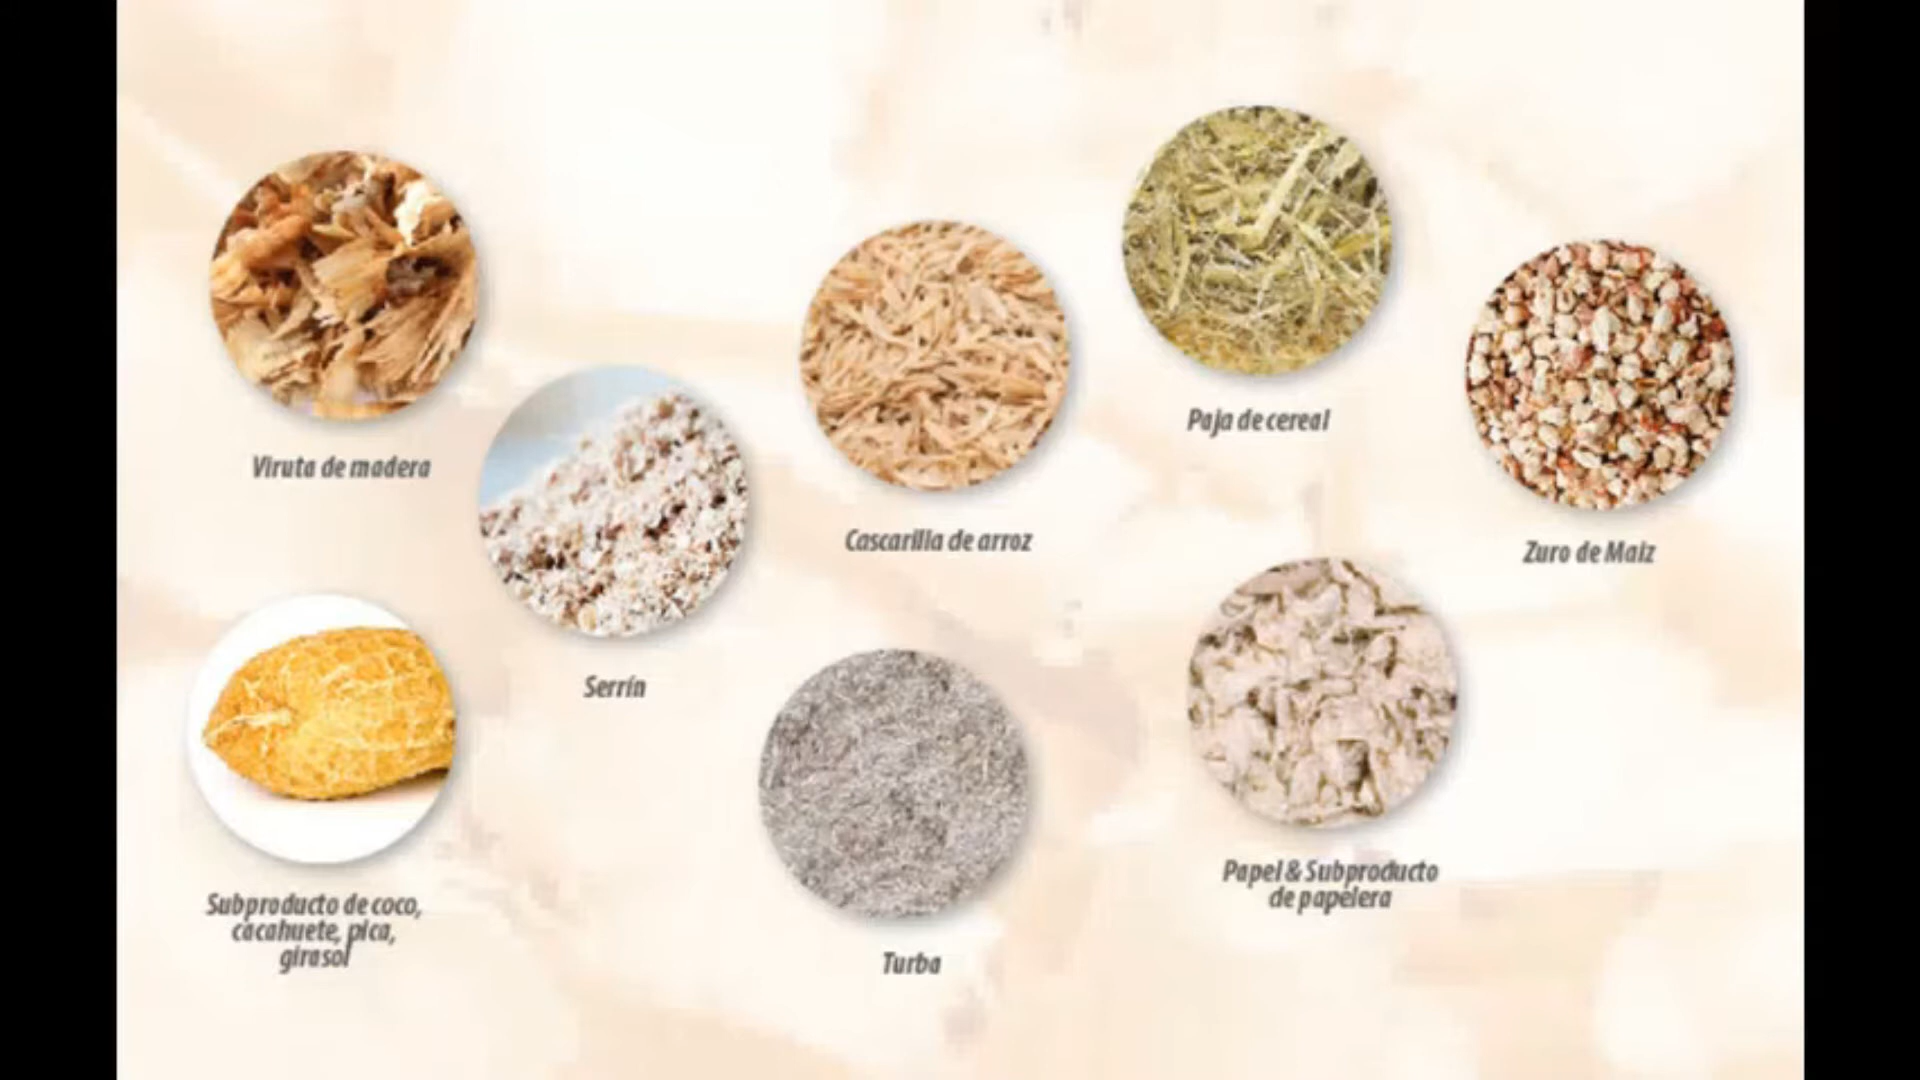 Viruta de madera
Serrín
Cascarilla de arroz
Paja de cereal
Zuro de Maiz
Subproducto de coco,
cacahuete, pica,
girasol
Turba
Papel & Subproducto
de papelera